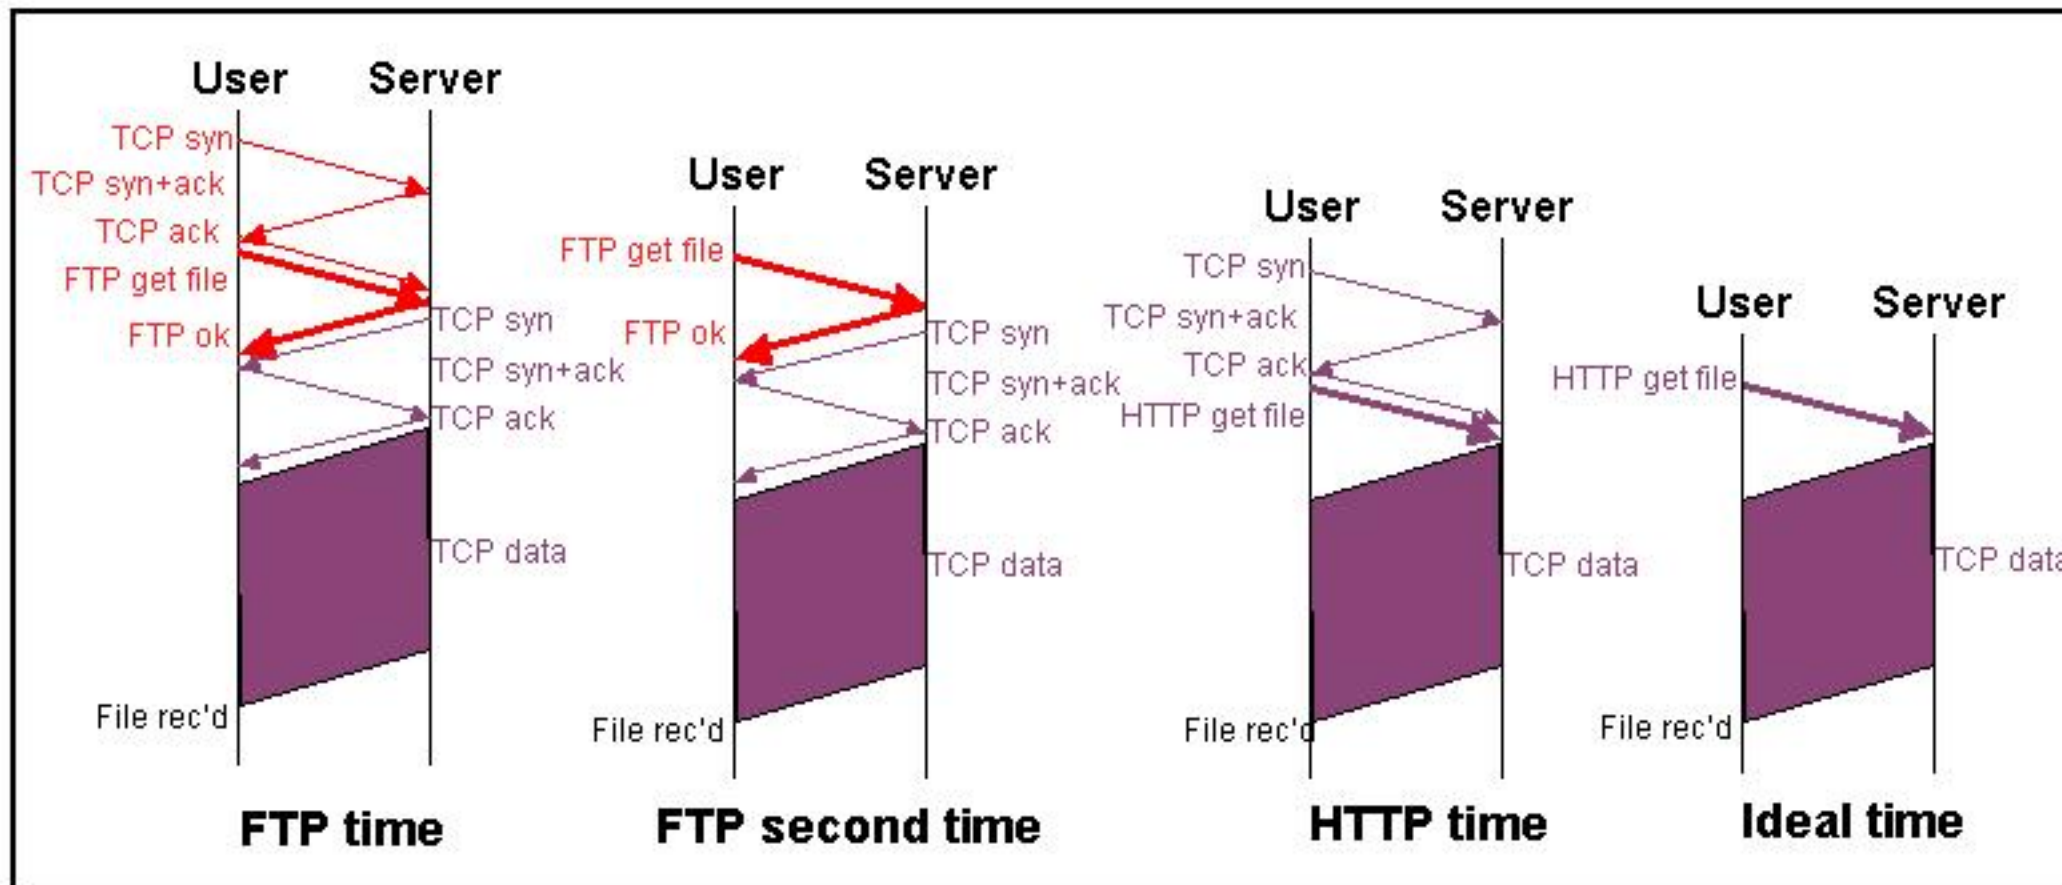 User Server
TCP syn
TCP syn+ack
TCP ack
FTP get file
FTP ok
TCP syn
TCP syn+ack
TCP ack
TCP data
File rec'd
FTP time
User Server
FTP get file
FTP ok
TCP syn
TCP syn+ack
TCP ack
TCP data
File rec'd
FTP second time
User Server
TCP syn
TCP syn+ack
TCP ack
HTTP get file
TCP data
File rec'd
HTTP time
User Server
HTTP get file
TCP data
File rec'd
Ideal time